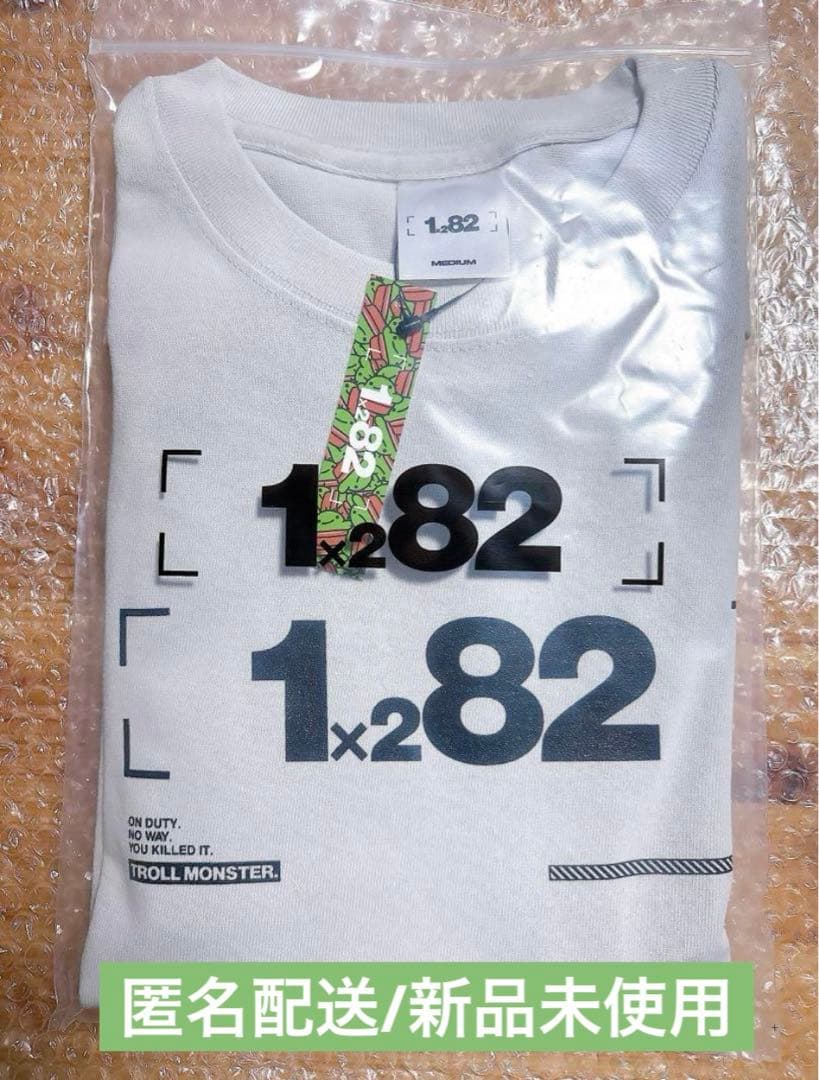 1x282
MEDIUM
1x282
1x282
1x282
ON DUTY.
NO WAY.
YOU KILLED IT.
TROLL MONSTER.
匿名配送/新品未使用